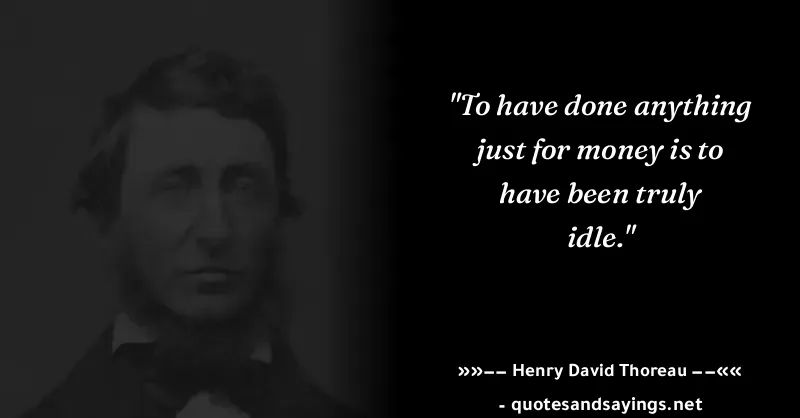 "To have done anything
just for money is to
have been truly
idle."
»»—— Henry David Thoreau ——««
- quotesandsayings.net